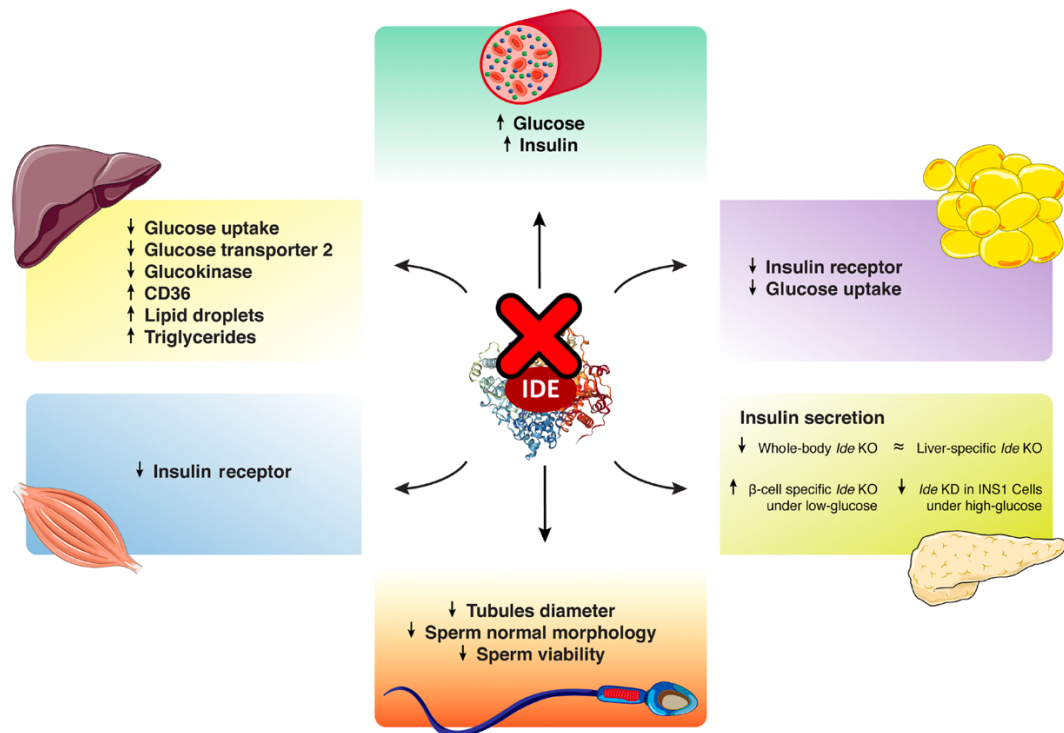 ↑ Glucose
↑ Insulin
↓ Glucose uptake
↓ Glucose transporter 2
↓ Glucokinase
↑ CD36
↑ Lipid droplets
↑ Triglycerides
↓ Insulin receptor
↓ Glucose uptake
IDE
↓ Insulin receptor
Insulin secretion
↓ Whole-body Ide KO ≈ Liver-specific Ide KO
↑ β-cell specific Ide KO ↓ Ide KD in INS1 Cells
under low-glucose under high-glucose
↓ Tubules diameter
↓ Sperm normal morphology
↓ Sperm viability